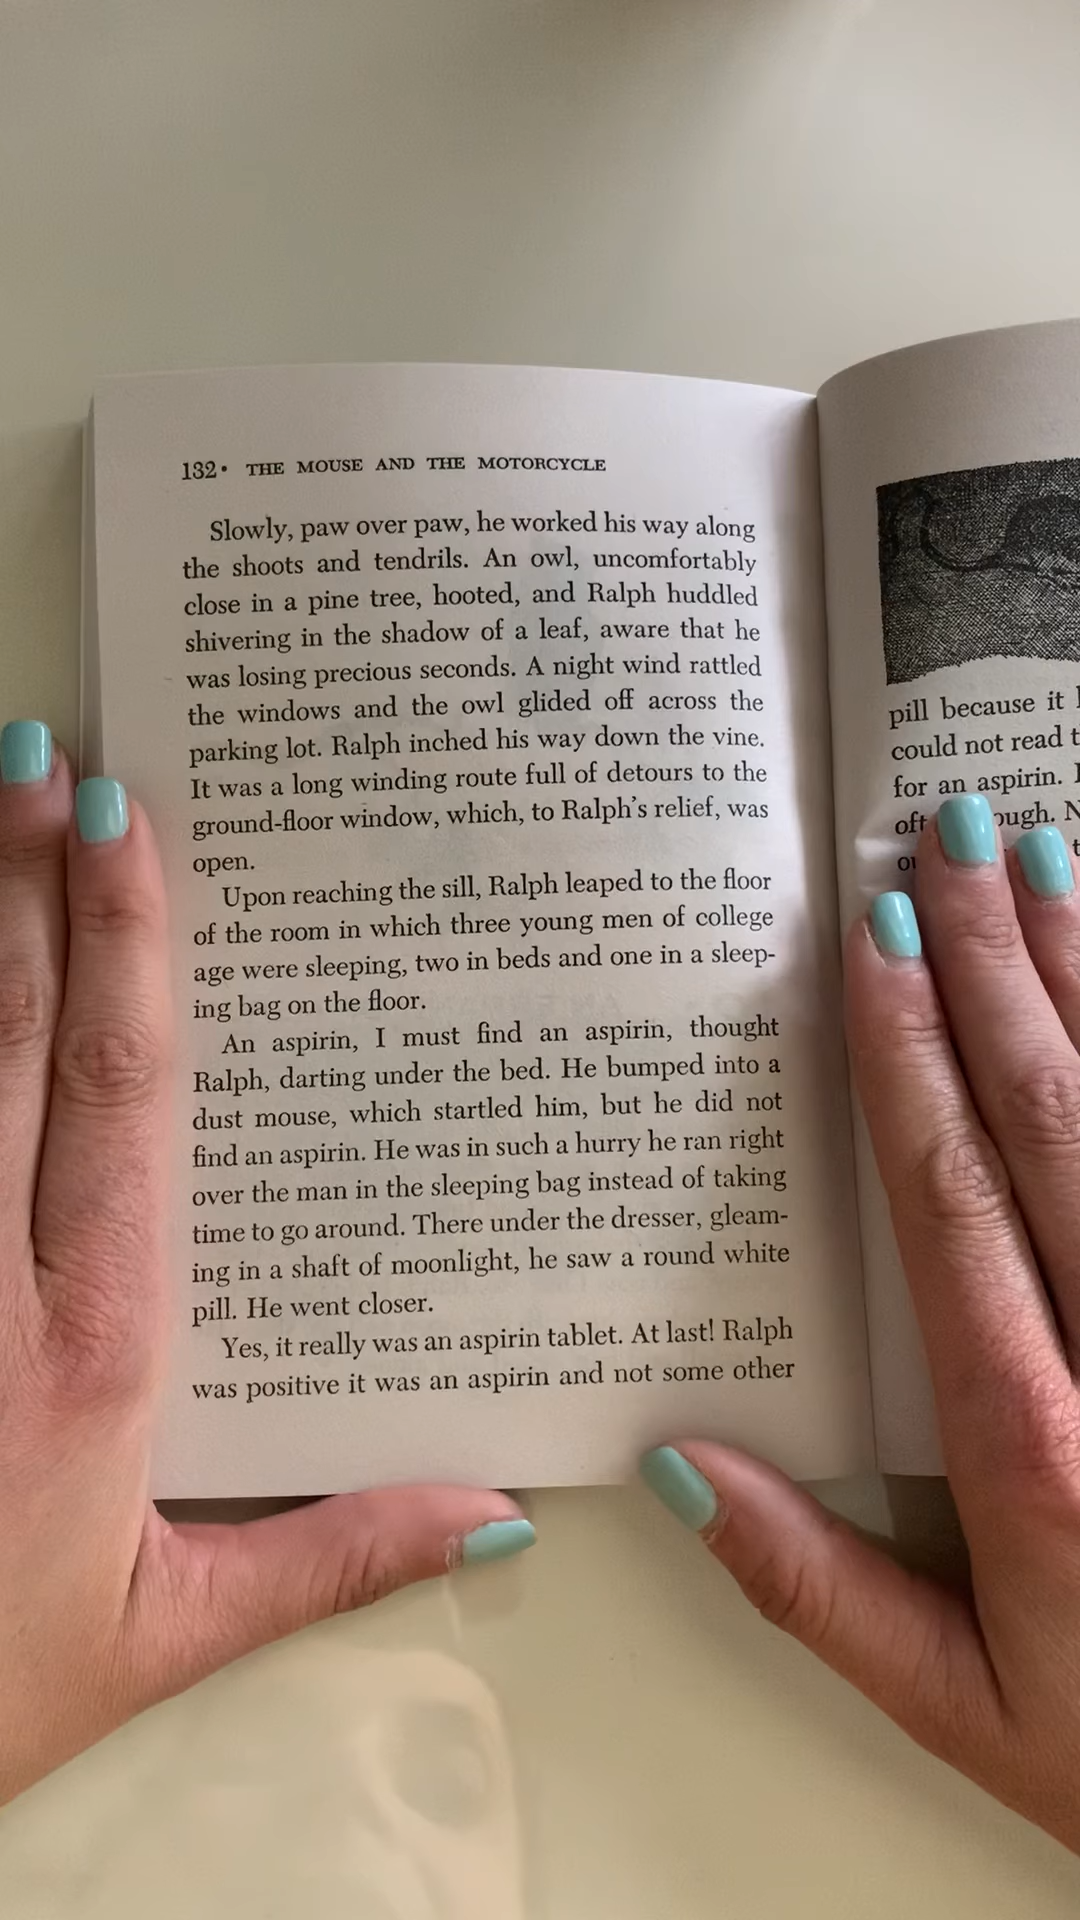 132• THE MOUSE AND THE MOTORCYCLE
Slowly, paw over paw, he worked his way along
the shoots and tendrils. An owl, uncomfortably
close in a pine tree, hooted, and Ralph huddled
shivering in the shadow of a leaf, aware that he
was losing precious seconds. A night wind rattled
the windows and the owl glided off across the
parking lot. Ralph inched his way down the vine.
It was a long winding route full of detours to the
ground-floor window, which, to Ralph's relief, was
open.
Upon reaching the sill, Ralph leaped to the floor
of the room in which three young men of college
age were sleeping, two in beds and one in a sleep-
ing bag on the floor.
An aspirin, I must find an aspirin, thought
Ralph, darting under the bed. He bumped into a
dust mouse, which startled him, but he did not
find an aspirin. He was in such a hurry he ran right
over the man in the sleeping bag instead of taking
time to go around. There under the dresser, gleam-
ing in a shaft of moonlight, he saw a round white
pill. He went closer.
Yes, it really was an aspirin tablet. At last! Ralph
was positive it was an aspirin and not some other
pill because it
could not read
for an aspirin.